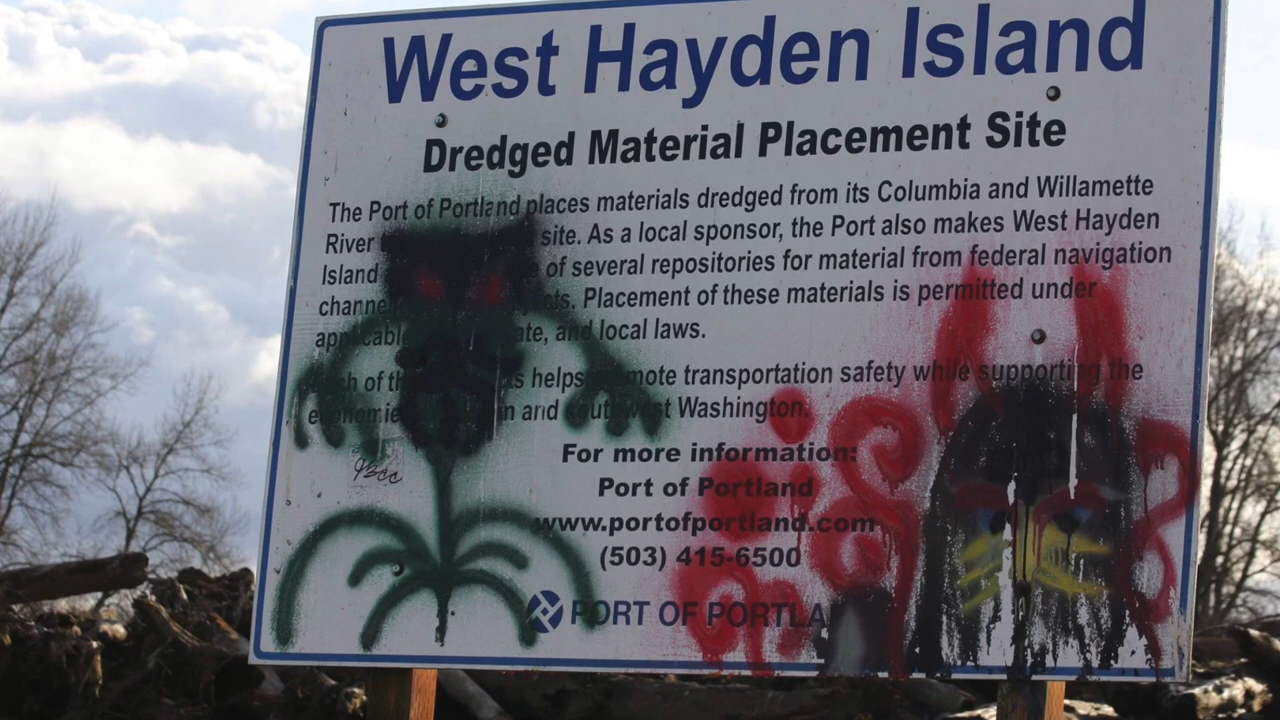 West Hayden Island
Dredged Material Placement Site
The Port of Portland places materials dredged from its Columbia and Willamette
River site. As a local sponsor, the Port also makes West Hayden
Island of several repositories for material from federal navigation
Placement of these materials is permitted under
and local laws.
of helps transportation safety while supporting the
and southwest Washington.
For more information:
Port of Portland
www.portofportland.com
(503) 415-6500
PORT OF PORTLA